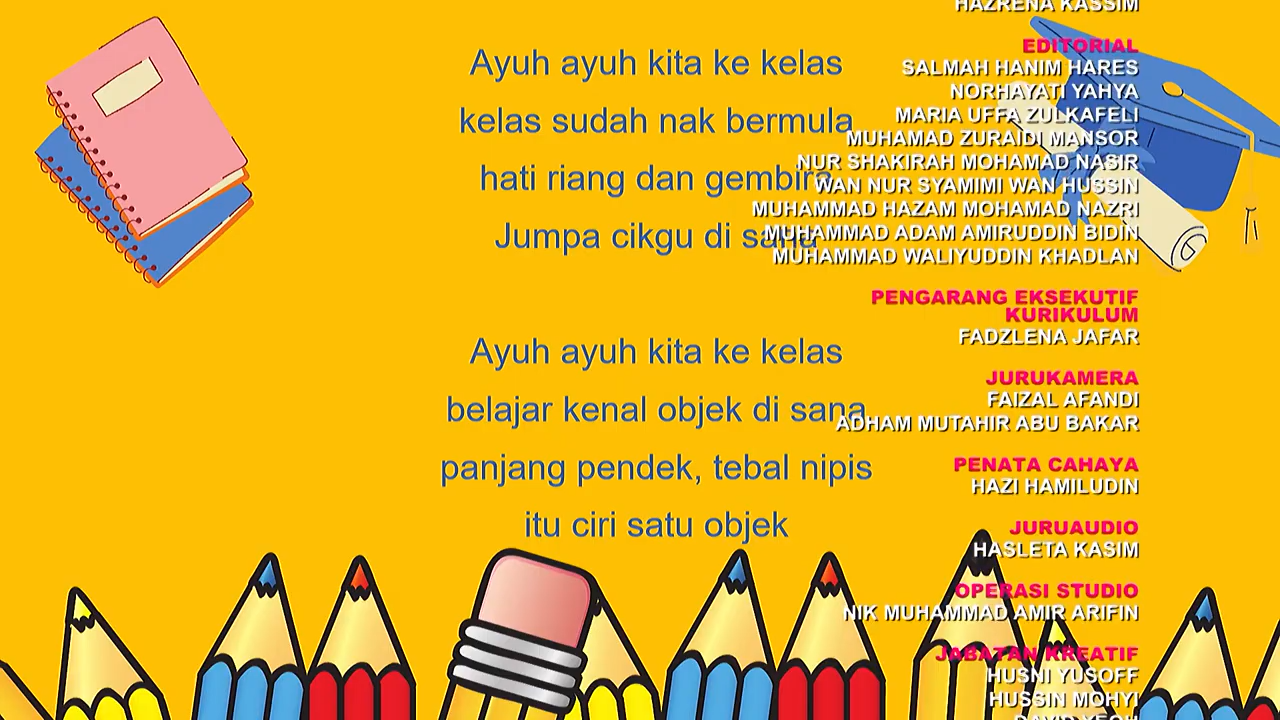 Ayuh ayuh kita ke kelas
kelas sudah nak bermula
hati riang dan gembira
Jumpa cikgu di sana
Ayuh ayuh kita ke kelas
belajar kenal objek di sana
panjang pendek, tebal nipis
itu ciri satu objek
HAZRENA KASSIM
EDITORIAL
SALMAH HANIM HARES
NORHAYATI YAHYA
MARIA UFFA ZULKAFELI
MUHAMAD ZURAIDI MANSOR
NUR SHAKIRAH MOHAMAD NASIR
WAN NUR SYAMIMI WAN HUSSIN
MUHAMMAD HAZAM MOHAMAD NAZRI
MUHAMMAD ADAM AMIRUDDIN BIDIN
MUHAMMAD WALIYUDDIN KHADLAN
PENGARANG EKSEKUTIF
KURIKULUM
FADZLENA JAFAR
JURUKAMERA
FAIZAL AFANDI
ADHAM MUTAHIR ABU BAKAR
PENATA CAHAYA
HAZI HAMILUDIN
JURUAUDIO
HASLETA KASIM
OPERASI STUDIO
NIK MUHAMMAD AMIR ARIFIN
JABATAN KREATIF
HUSNI YUSOFF
HUSSIN MOHYI
DAVID YEOH